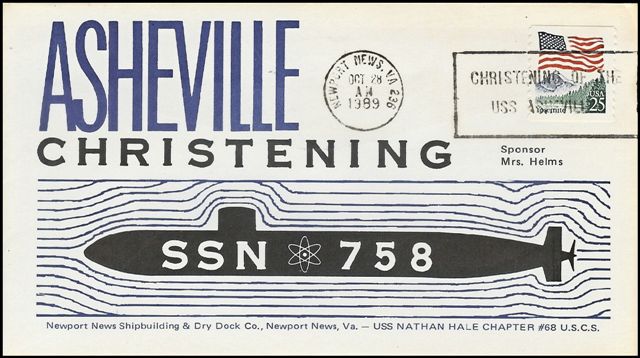 ASHEVILLE
CHRISTENING
NEWPORT NEWS, VA 236
OCT 28
AM
1989
CHRISTENING OF THE
USS ASHEVILLE
USA
25
Yosemite
Sponsor
Mrs. Helms
SSN 758
Newport News Shipbuilding & Dry Dock Co., Newport News, Va. — USS NATHAN HALE CHAPTER #68 U.S.C.S.